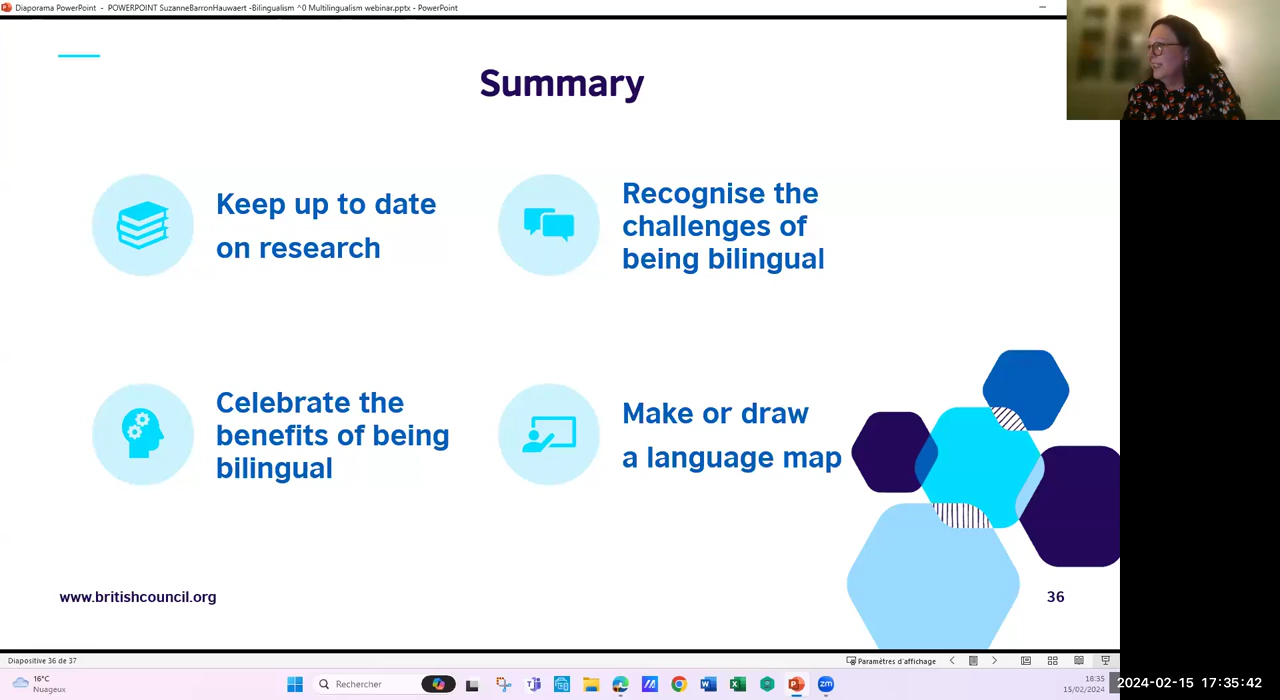 Diaporama PowerPoint - POWERPOINT SuzanneBarronHauwaert -Bilingualism ^0 Multilingualism webinar.pptx - PowerPoint
Summary
Keep up to date
on research
Recognise the
challenges of
being bilingual
Celebrate the
benefits of being
bilingual
Make or draw
a language map
www.britishcouncil.org
36
Diapositive 36 de 37
Paramètres d'affichage
16°C
Nuageux
Rechercher
18:35
15/02/2024
2024-02-15 17:35:42